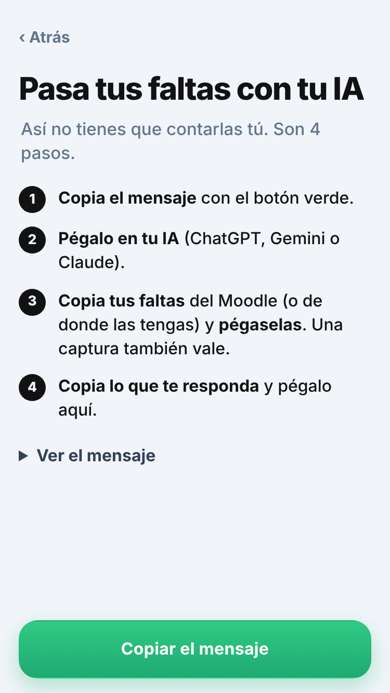 ‹ Atrás
Pasa tus faltas con tu IA
Así no tienes que contarlas tú. Son 4
pasos.
1 Copia el mensaje con el botón verde.
2 Pégalo en tu IA (ChatGPT, Gemini o
Claude).
3 Copia tus faltas del Moodle (o de
donde las tengas) y pégaselas. Una
captura también vale.
4 Copia lo que te responda y pégalo
aquí.
▶ Ver el mensaje
Copiar el mensaje